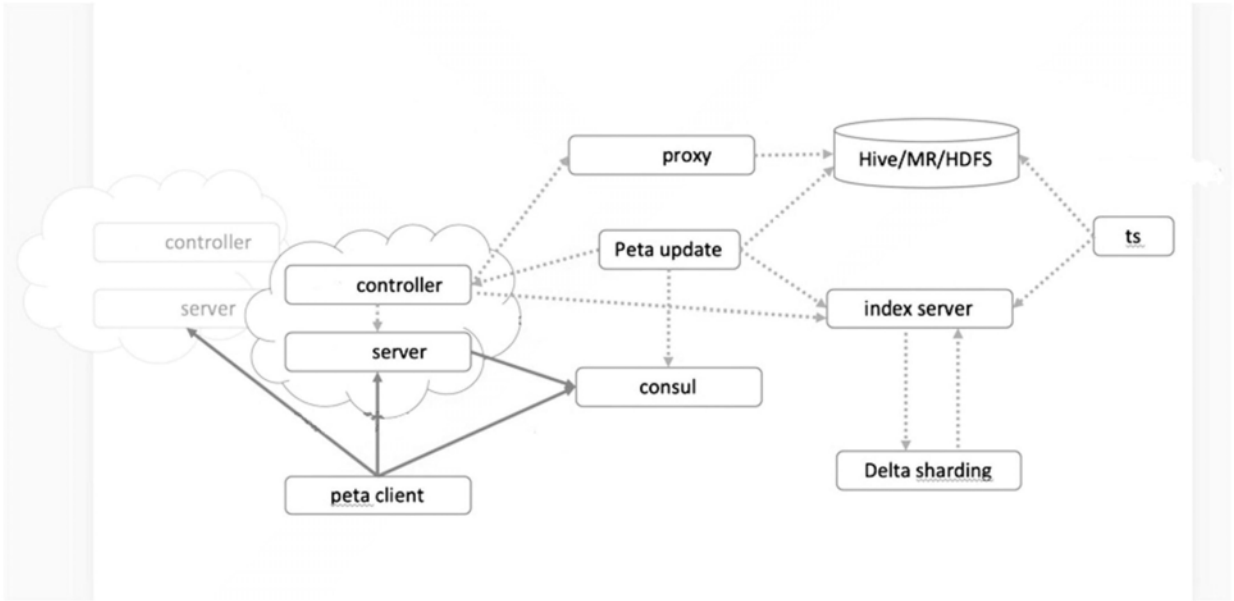 proxy
Hive/MR/HDFS
controller
Peta update
ts
controller
server
index server
server
consul
Delta sharding
peta client